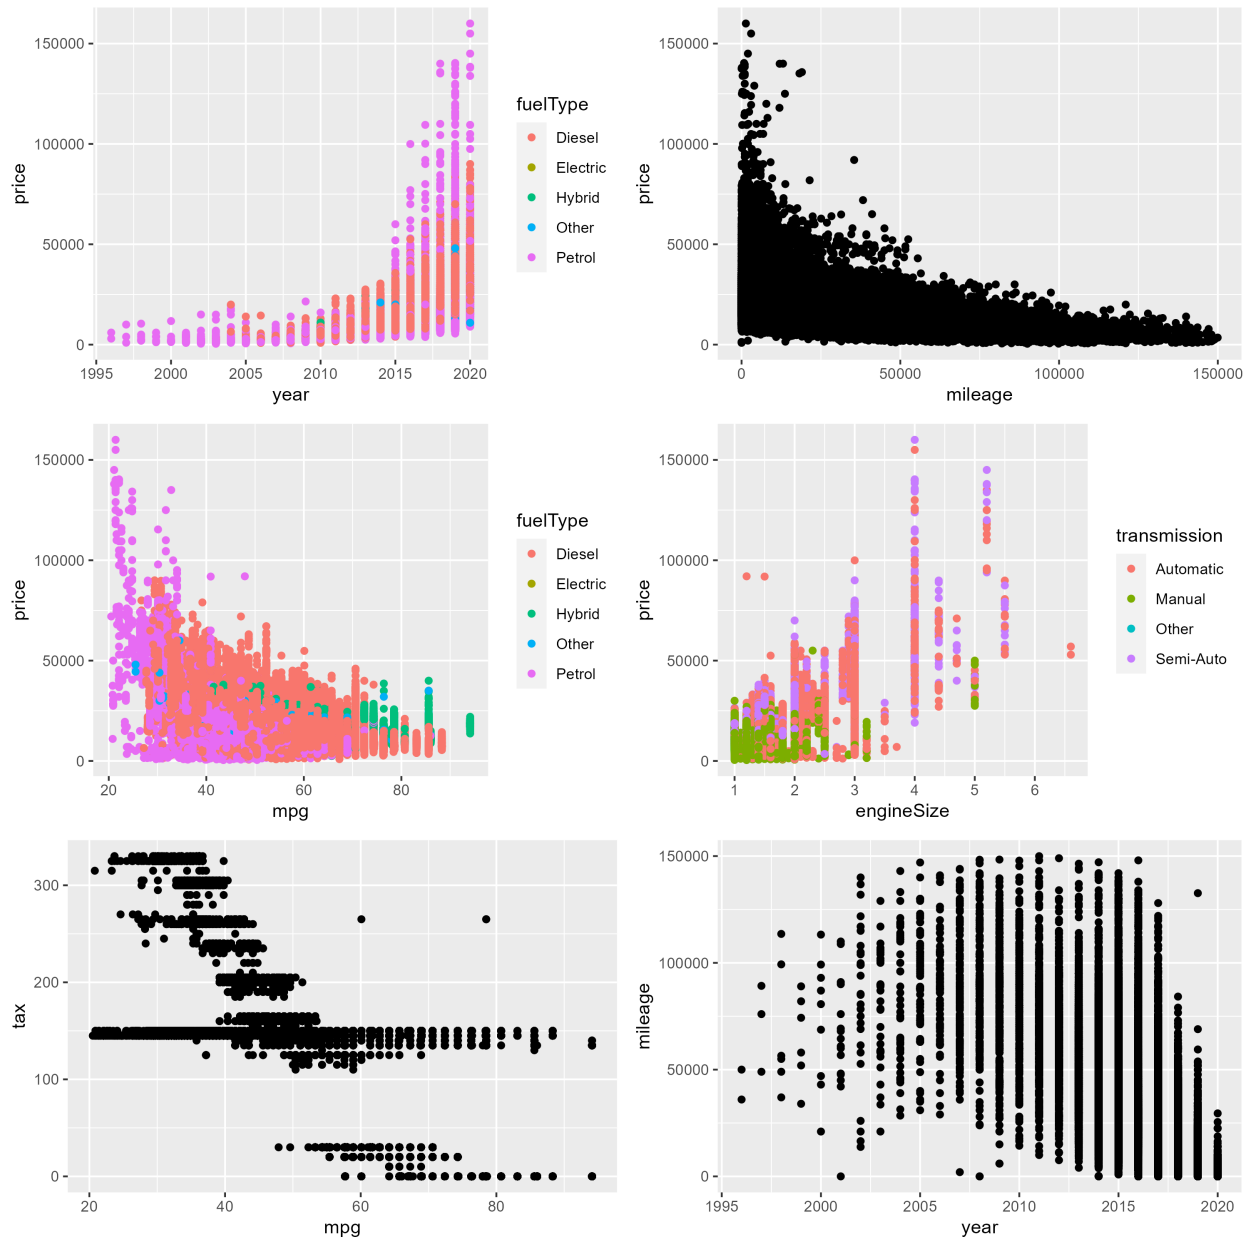 150000
100000
50000
0
price
1995 2000 2005 2010 2015 2020
year
fuelType
Diesel
Electric
Hybrid
Other
Petrol
150000
100000
50000
0
price
0 50000 100000 150000
mileage
150000
100000
50000
0
price
20 40 60 80
mpg
fuelType
Diesel
Electric
Hybrid
Other
Petrol
150000
100000
50000
0
price
1 2 3 4 5 6
engineSize
transmission
Automatic
Manual
Other
Semi-Auto
300
200
100
0
tax
20 40 60 80
mpg
150000
100000
50000
0
mileage
1995 2000 2005 2010 2015 2020
year